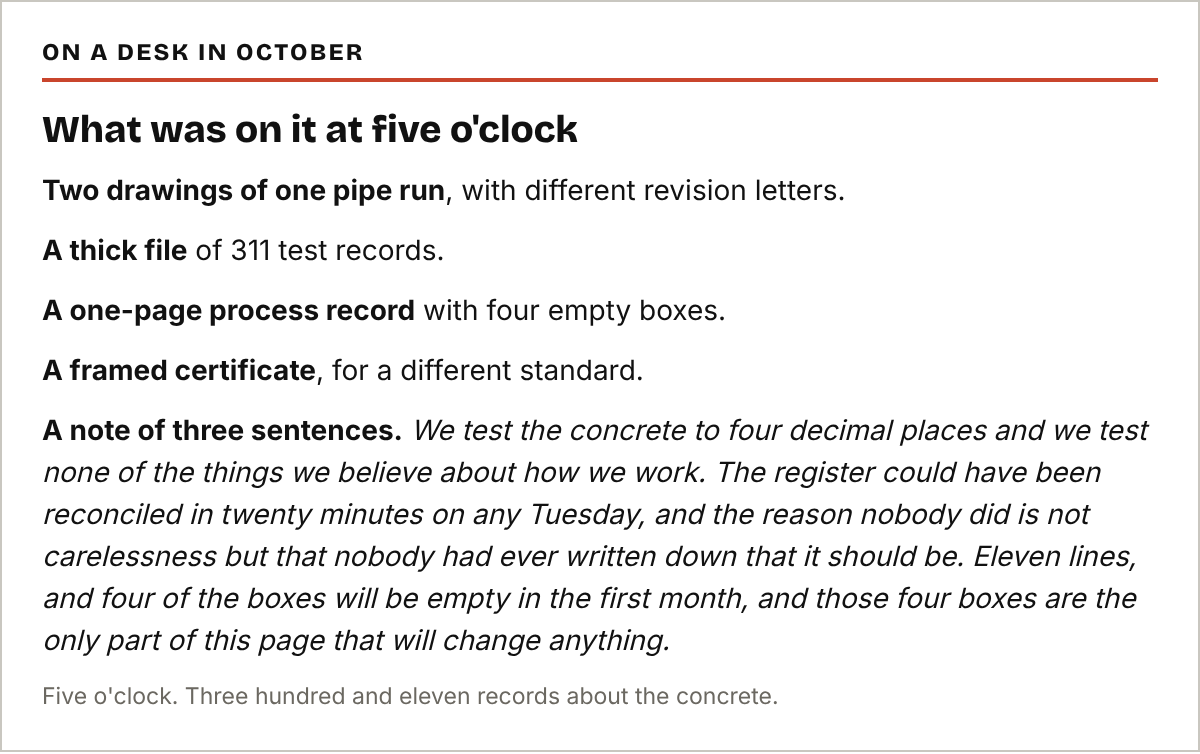 ON A DESK IN OCTOBER
What was on it at five o'clock
Two drawings of one pipe run, with different revision letters.
A thick file of 311 test records.
A one-page process record with four empty boxes.
A framed certificate, for a different standard.
A note of three sentences. We test the concrete to four decimal places and we test
none of the things we believe about how we work. The register could have been
reconciled in twenty minutes on any Tuesday, and the reason nobody did is not
carelessness but that nobody had ever written down that it should be. Eleven lines,
and four of the boxes will be empty in the first month, and those four boxes are the
only part of this page that will change anything.
Five o'clock. Three hundred and eleven records about the concrete.